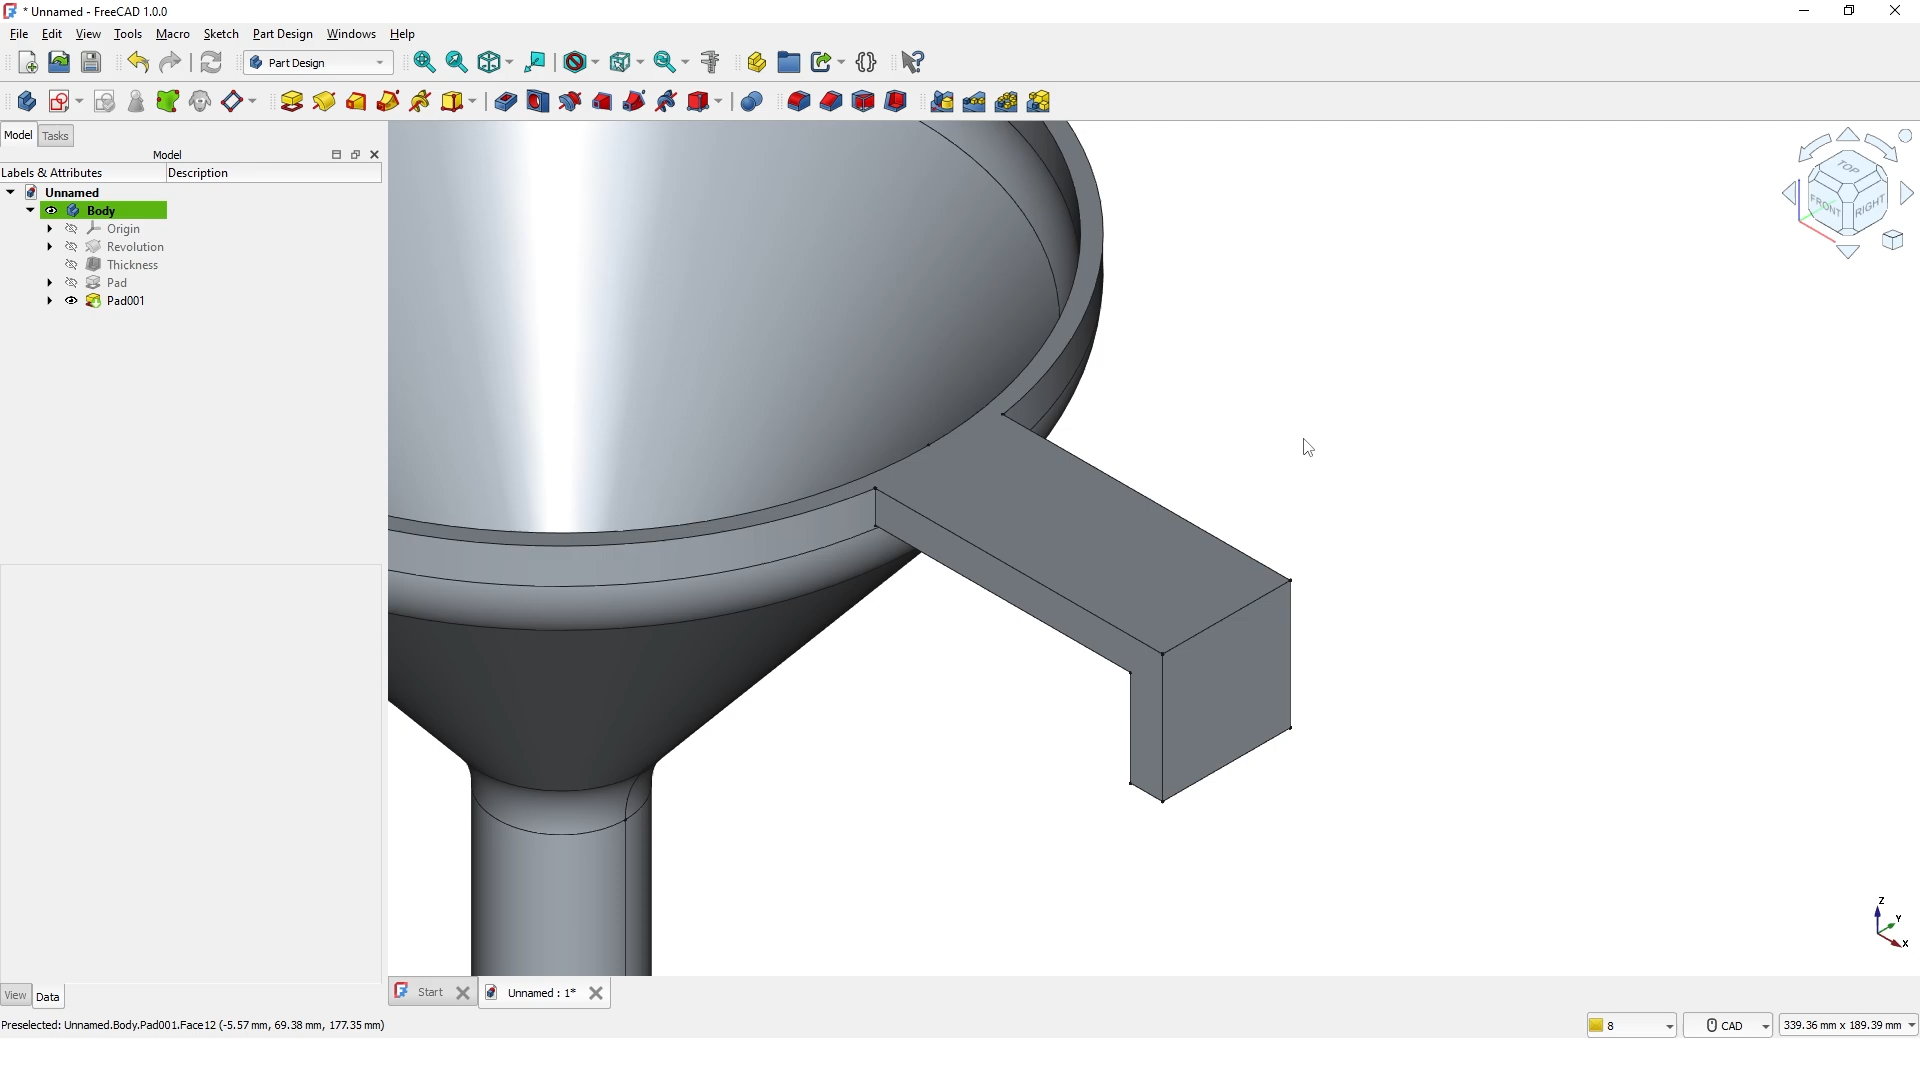 * Unnamed - FreeCAD 1.0.0
File Edit View Tools Macro Sketch Part Design Windows Help
Part Design
Model Tasks
Model
Labels & Attributes Description
Unnamed
Body
Origin
Revolution
Thickness
Pad
Pad001
TOP
FRONT RIGHT
Z
Y
X
View Data
Start Unnamed : 1*
Preselected: Unnamed.Body.Pad001.Face12 (-5.57 mm, 69.38 mm, 177.35 mm)
8 CAD 339.36 mm x 189.39 mm